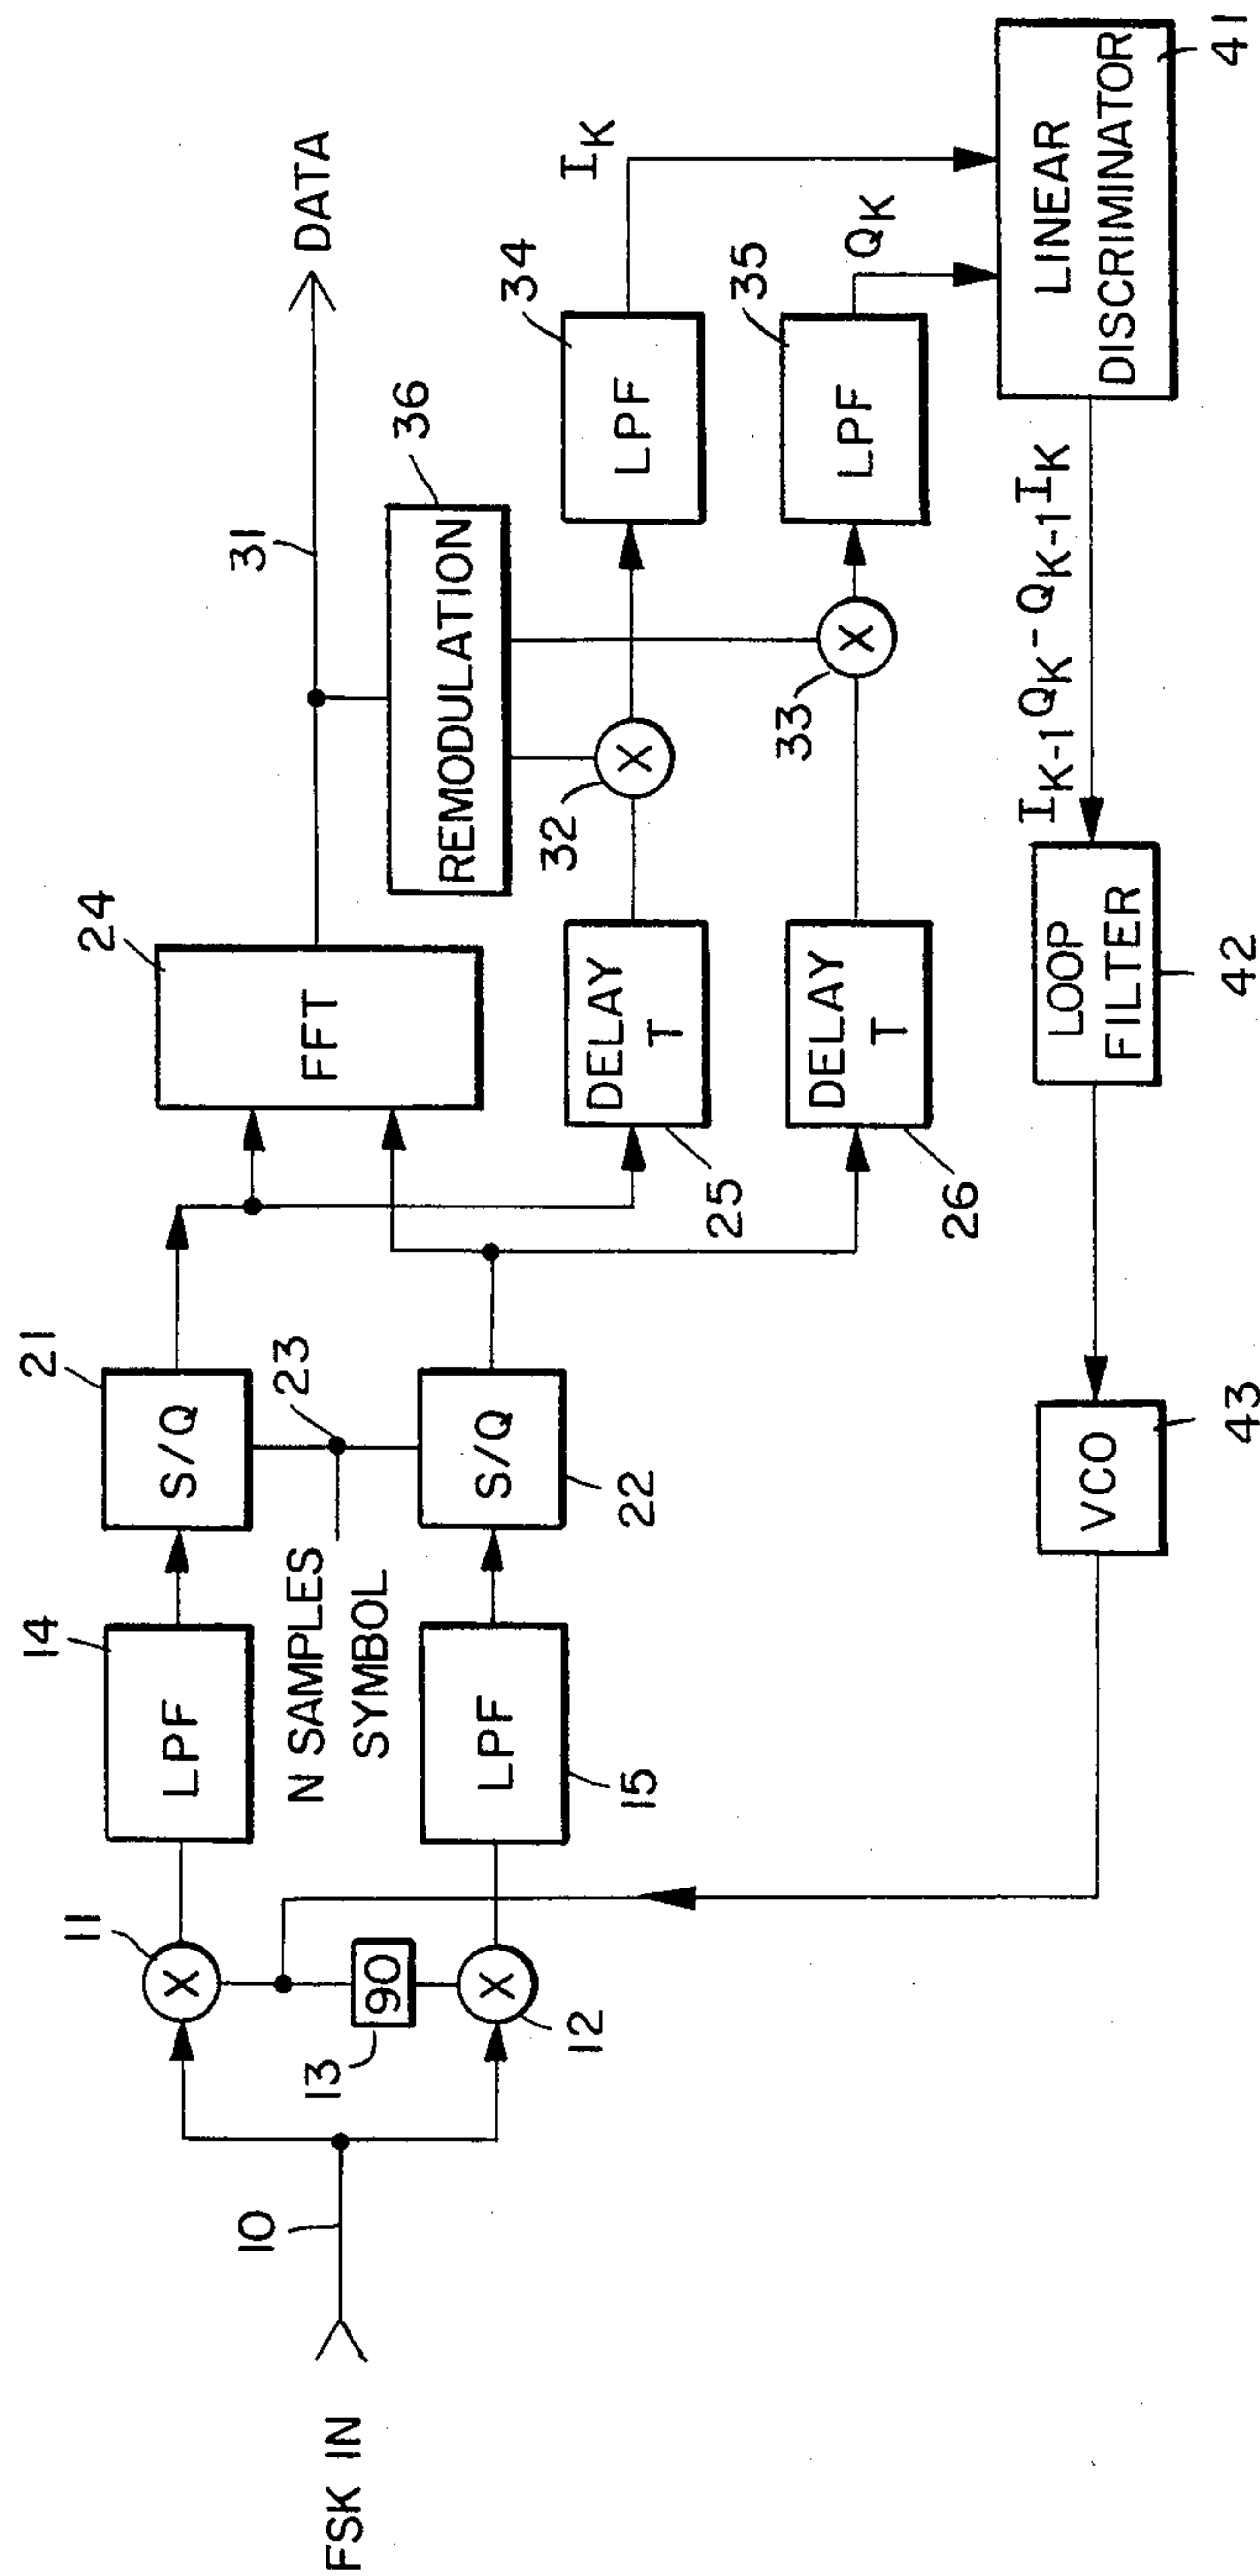 FSK IN
10
11
X
13
90
X
12
14
LPF
LPF
15
N SAMPLES
SYMBOL
21
S/Q
23
S/Q
22
24
FFT
DELAY
T
25
DELAY
T
26
31
DATA
36
REMODULATION
X
32
X
33
34
LPF
35
LPF
I_K
Q_K
LINEAR
DISCRIMINATOR
41
I_{K-1}Q_K-Q_{K-1}I_K
LOOP
FILTER
42
VCO
43